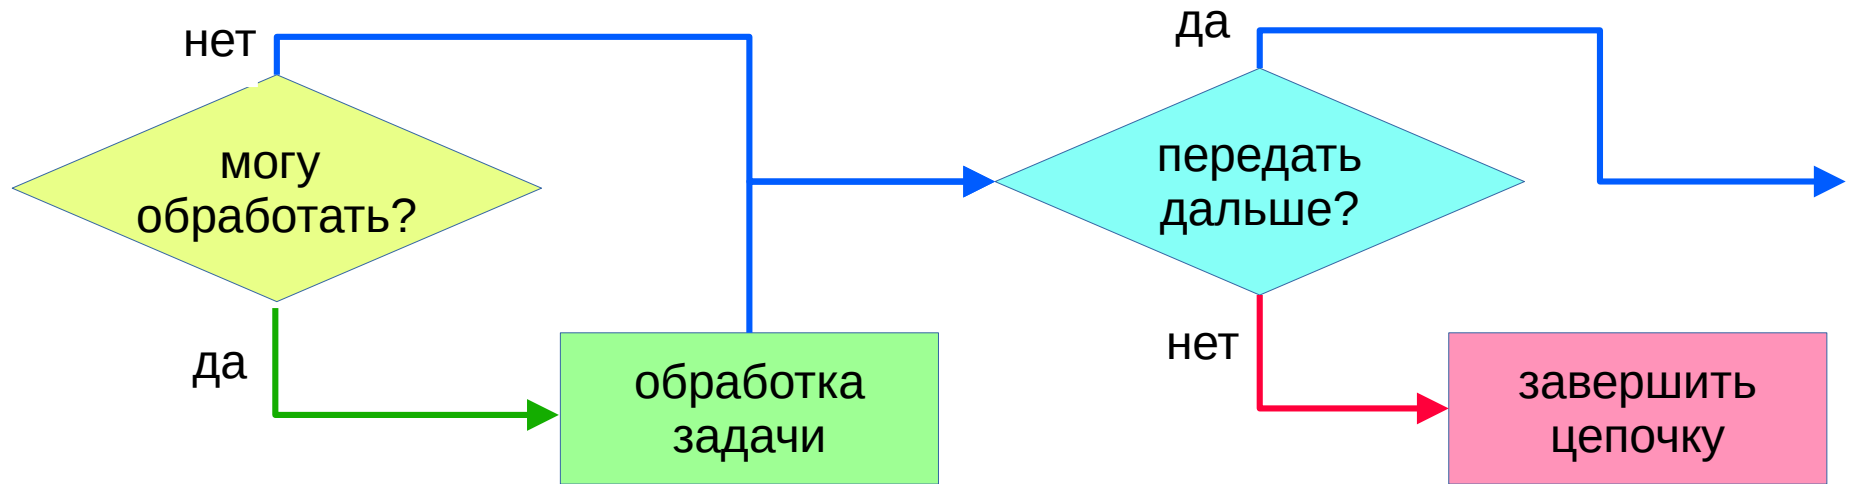 нет
могу
обработать?
да
обработка
задачи
да
передать
дальше?
нет
завершить
цепочку